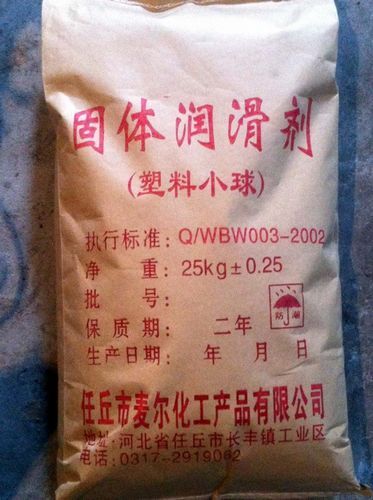 固体润滑剂
(塑料小球)
执行标准：Q/WBW003-2002
净 重：25kg±0.25
批 号：
保质期：二年
防潮
生产日期： 年 月 日
任丘市麦尔化工产品有限公司
地址：河北省任丘市长丰镇工业区
电话：0317-2919062